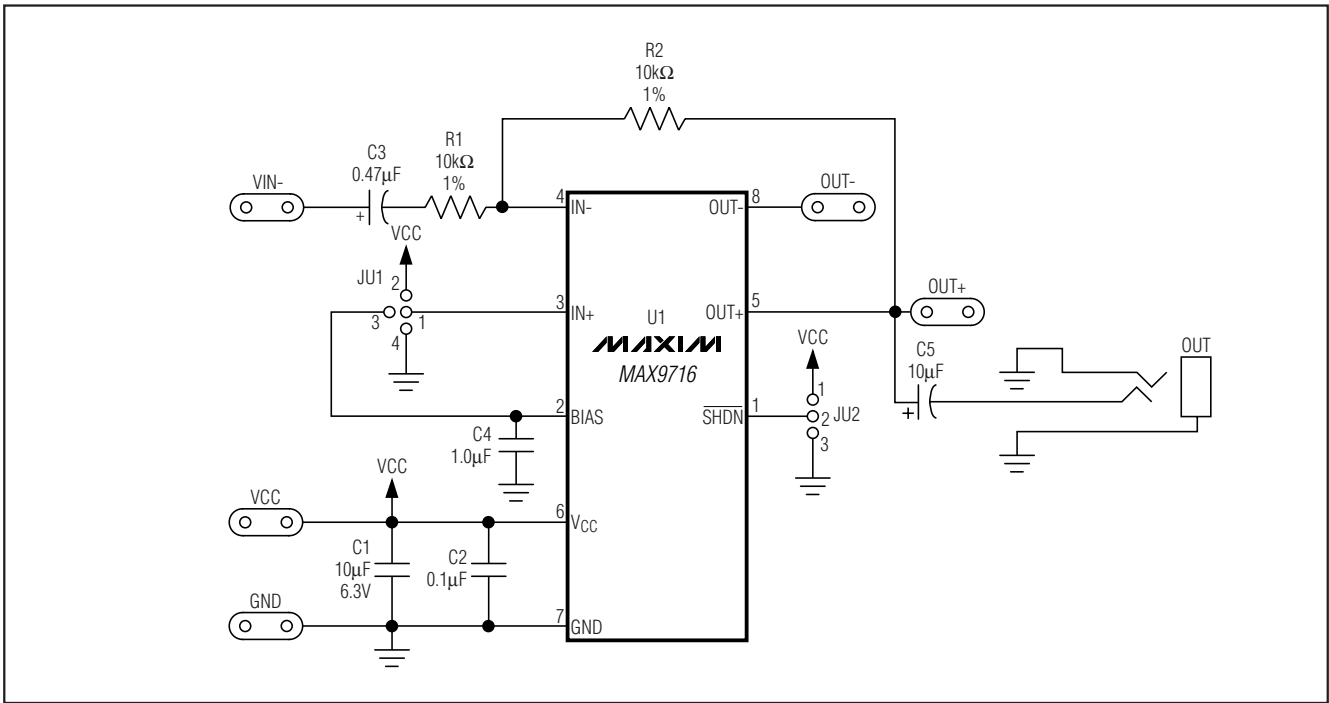 R2
10kΩ
1%
R1
10kΩ
1%
C3
0.47µF
+
VIN-
4
IN-
OUT-
8
OUT-
VCC
JU1
2
3
1
4
3
IN+
U1
MAXIM
MAX9716
OUT+
5
OUT+
VCC
1
2
3
JU2
C5
10µF
+
OUT
2
BIAS
SHDN
1
C4
1.0µF
VCC
VCC
6
VCC
C1
10µF
6.3V
C2
0.1µF
GND
7
GND